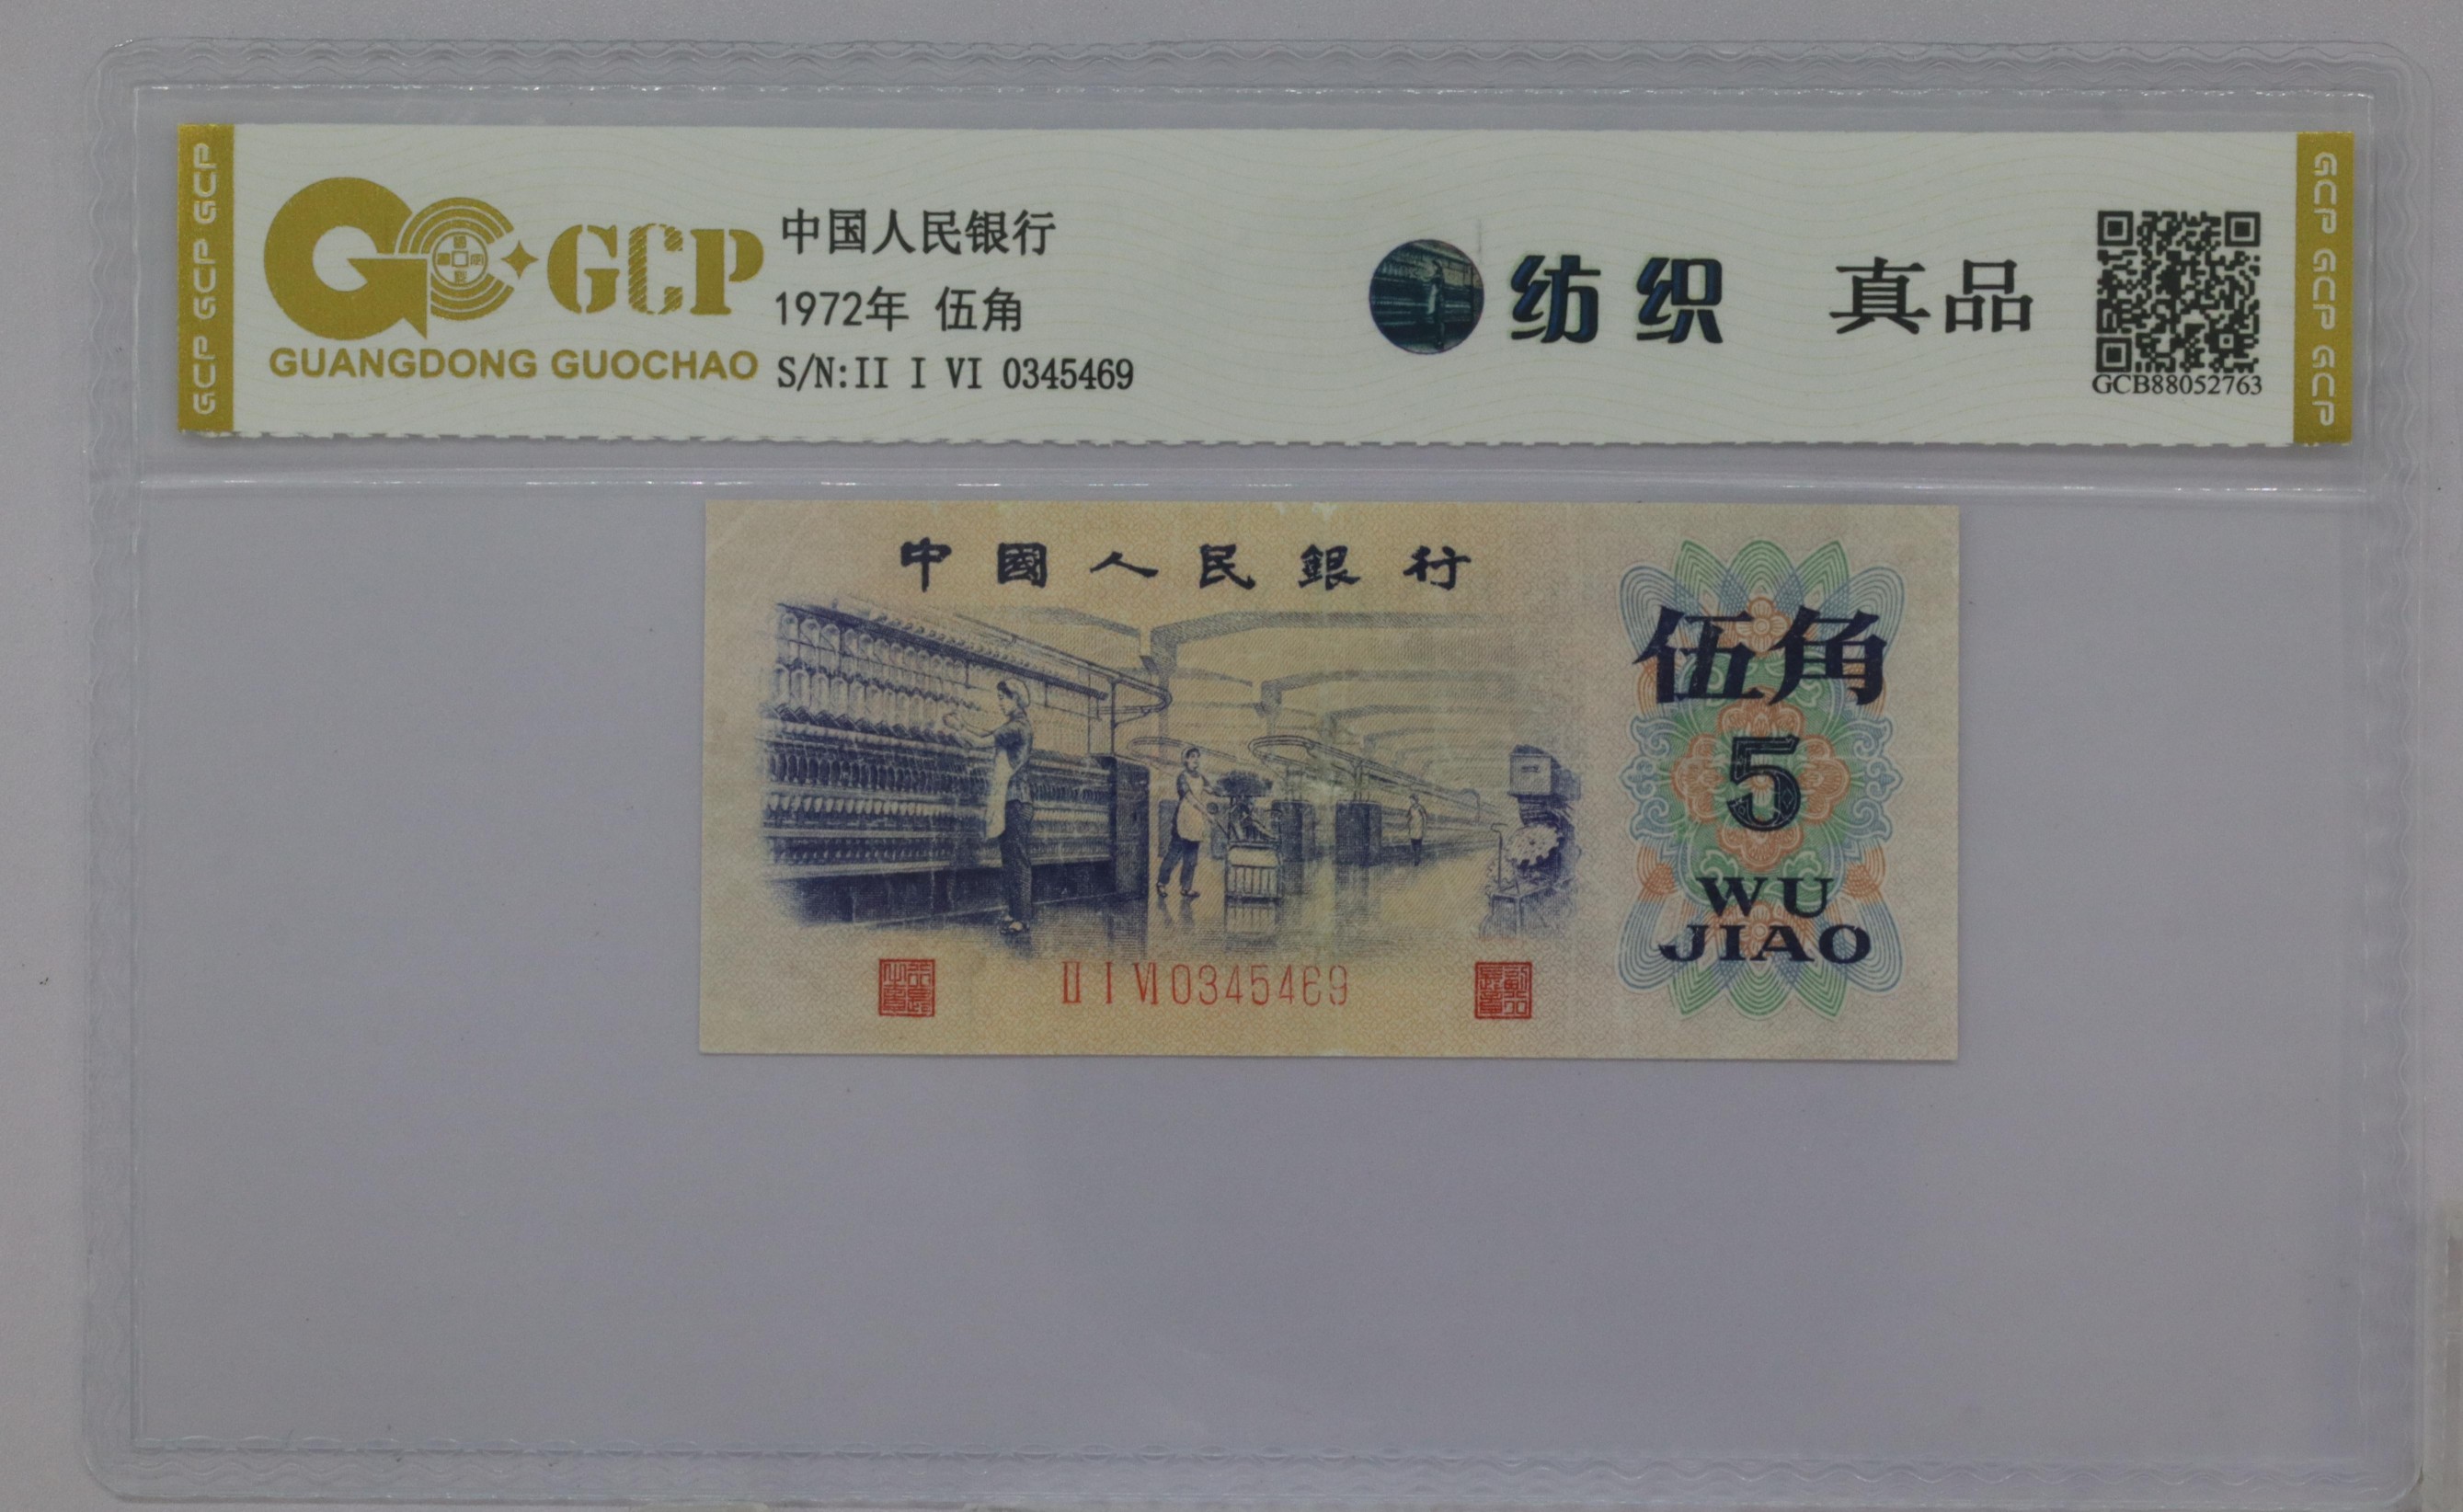 GCP GCP GCP
GCP
GUANGDONG GUOCHAO
中国人民银行
1972年 伍角
S/N:II I VI 0345469
纺织 真品
GCB88052763
GCP GCP GCP
中國人民銀行
伍角
5
WU
JIAO
II I VI 0345469